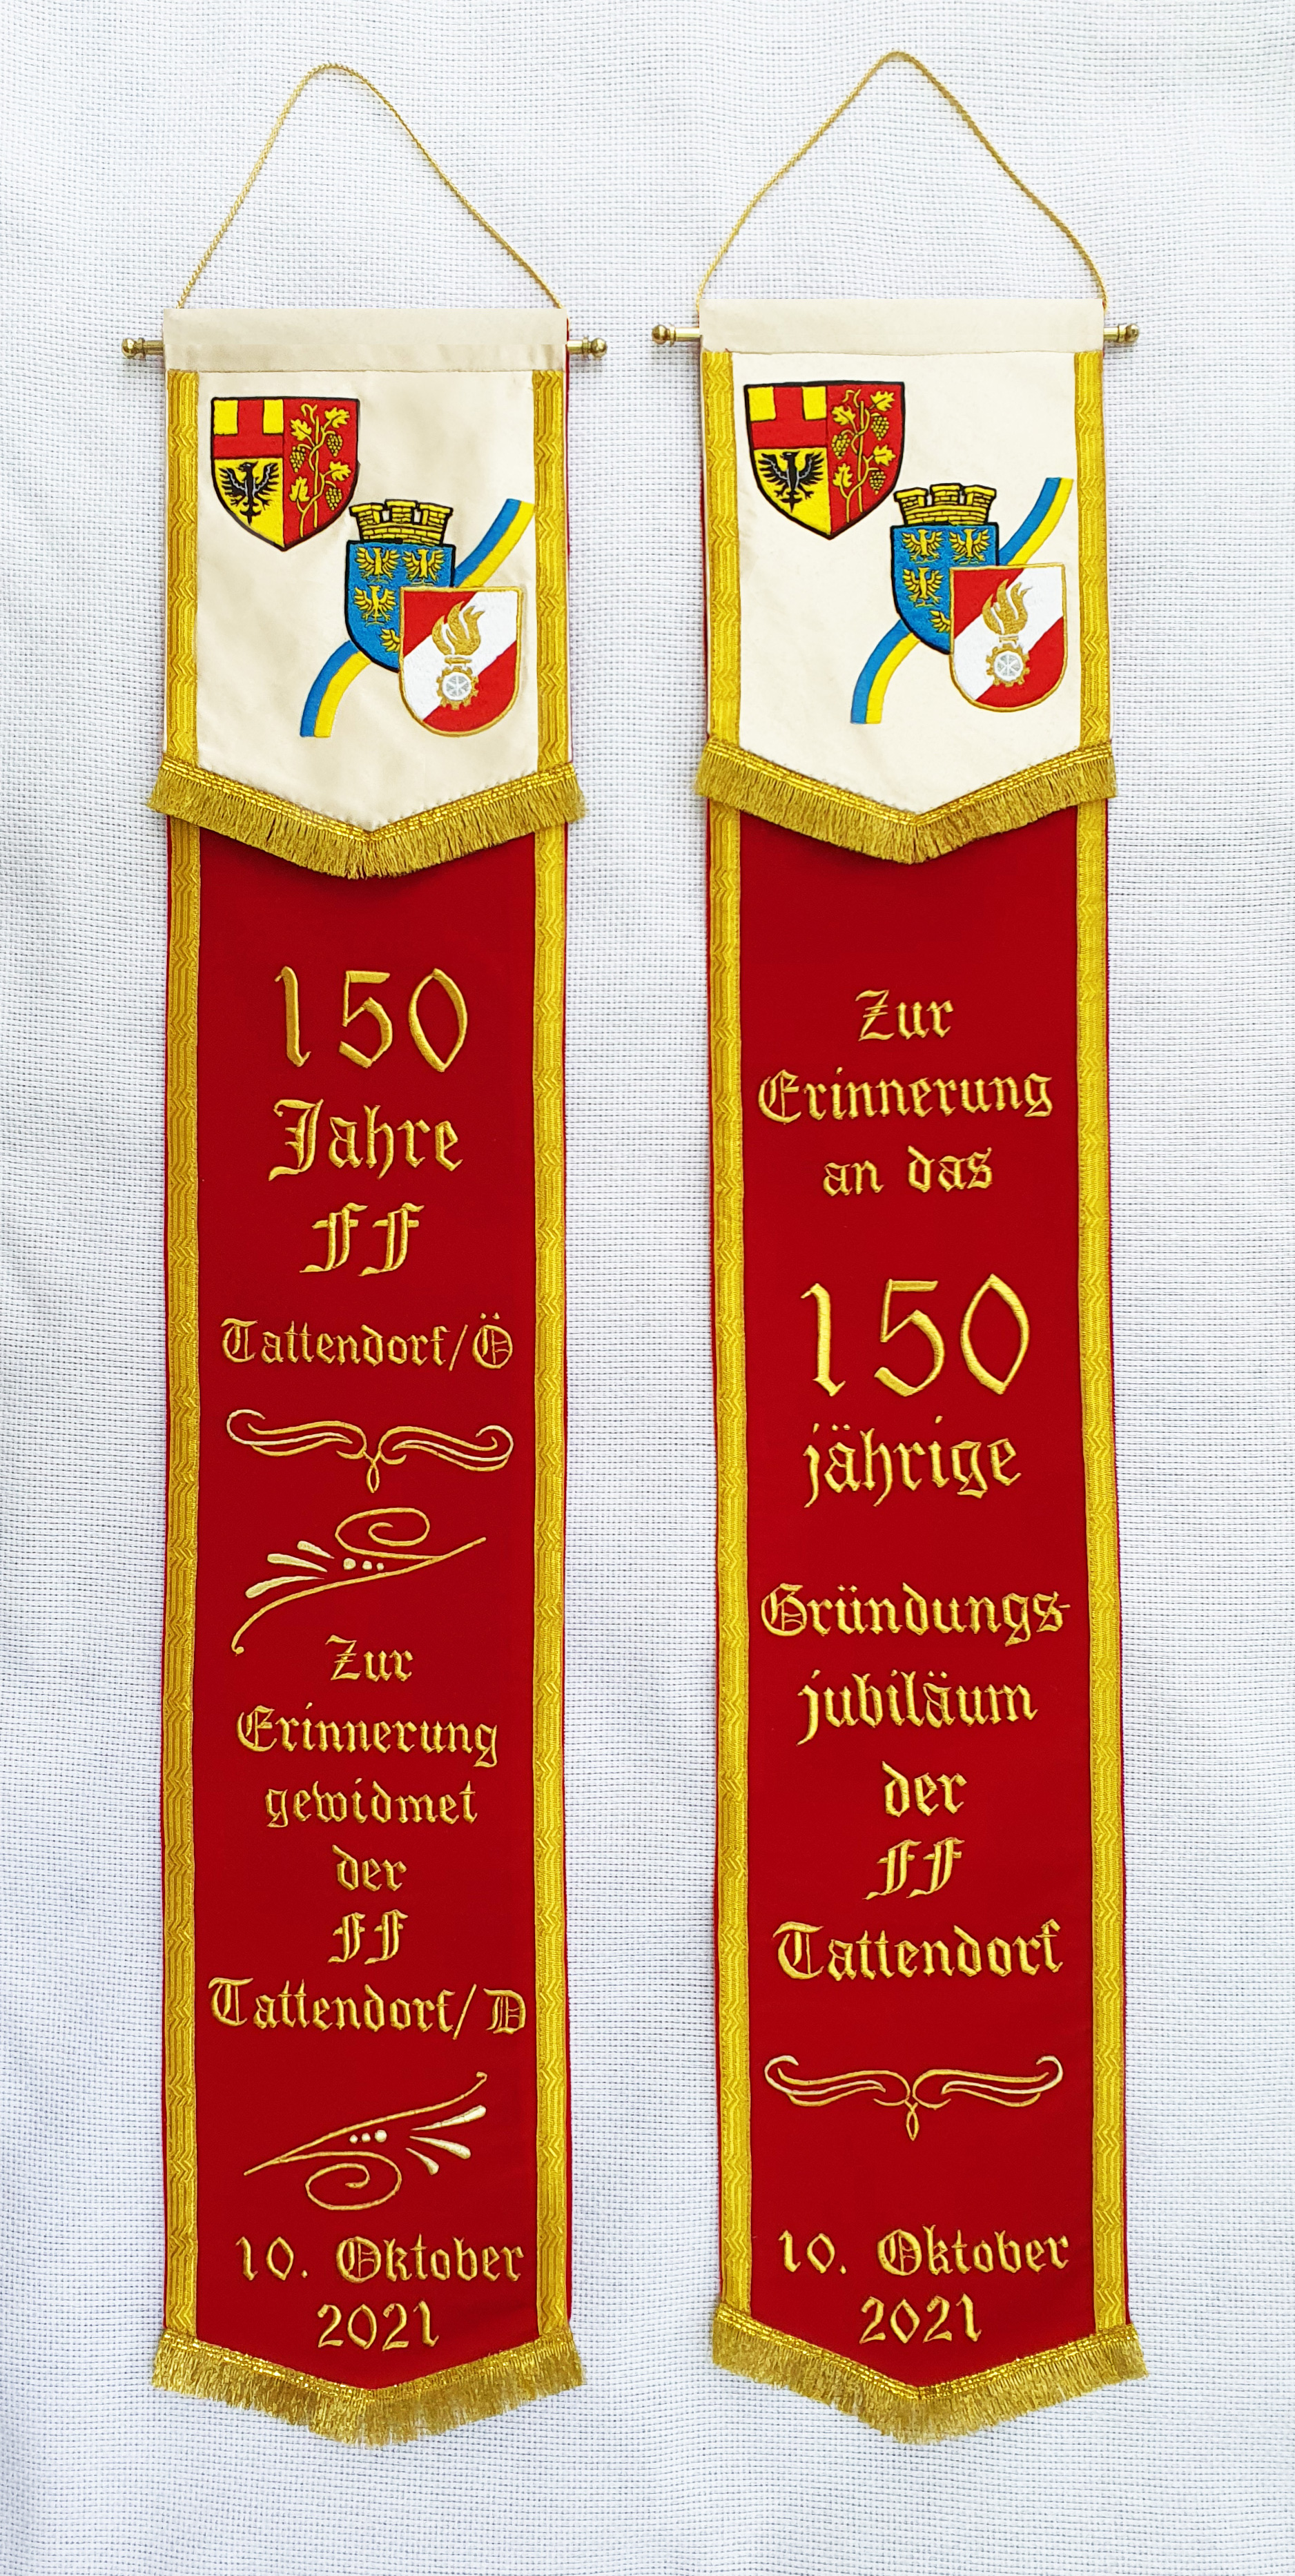 150
Jahre
FF
Tattendorf/Ö
Zur
Erinnerung
gewidmet
der
FF
Tattendorf/D
10. Oktober
2021
Zur
Erinnerung
an das
150
jährige
Gründungs-
jubiläum
der
FF
Tattendorf
10. Oktober
2021